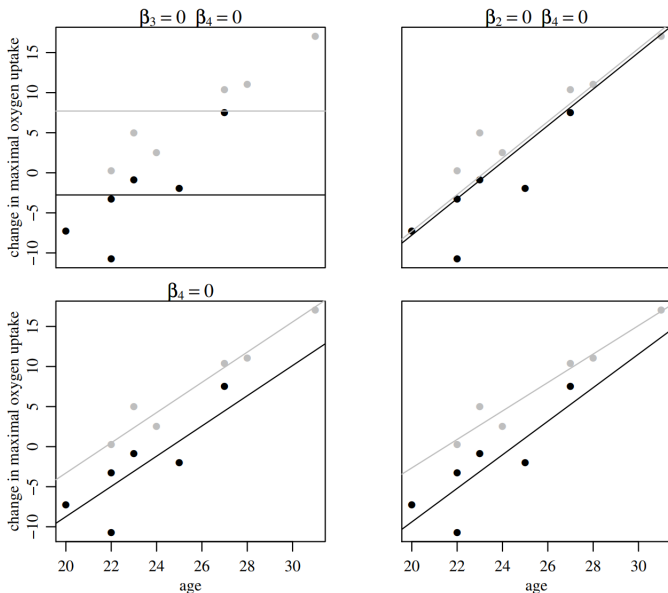 β₃ = 0 β₄ = 0
β₂ = 0 β₄ = 0
change in maximal oxygen uptake
15
10
5
0
−5
−10
β₄ = 0
change in maximal oxygen uptake
15
10
5
0
−5
−10
20 22 24 26 28 30
age
20 22 24 26 28 30
age